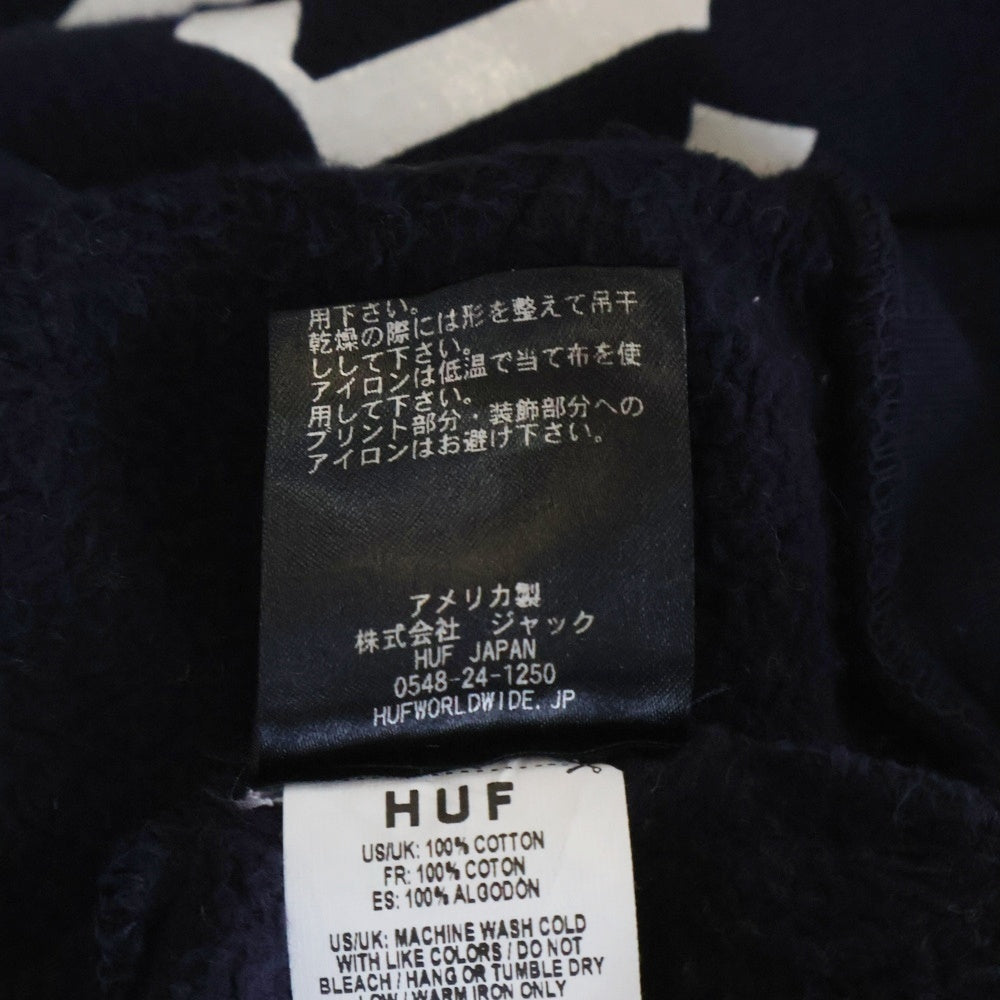 用下さい。
乾燥の際には形を整えて吊干
しして下さい。
アイロンは低温で当て布を使
用して下さい。
プリント部分・装飾部分への
アイロンはお避け下さい。
アメリカ製
株式会社 ジャック
HUF JAPAN
0548-24-1250
HUFWORLDWIDE.JP
HUF
US/UK: 100% COTTON
FR: 100% COTON
ES: 100% ALGODÓN
US/UK: MACHINE WASH COLD
WITH LIKE COLORS / DO NOT
BLEACH / HANG OR TUMBLE DRY
LOW / WARM IRON ONLY